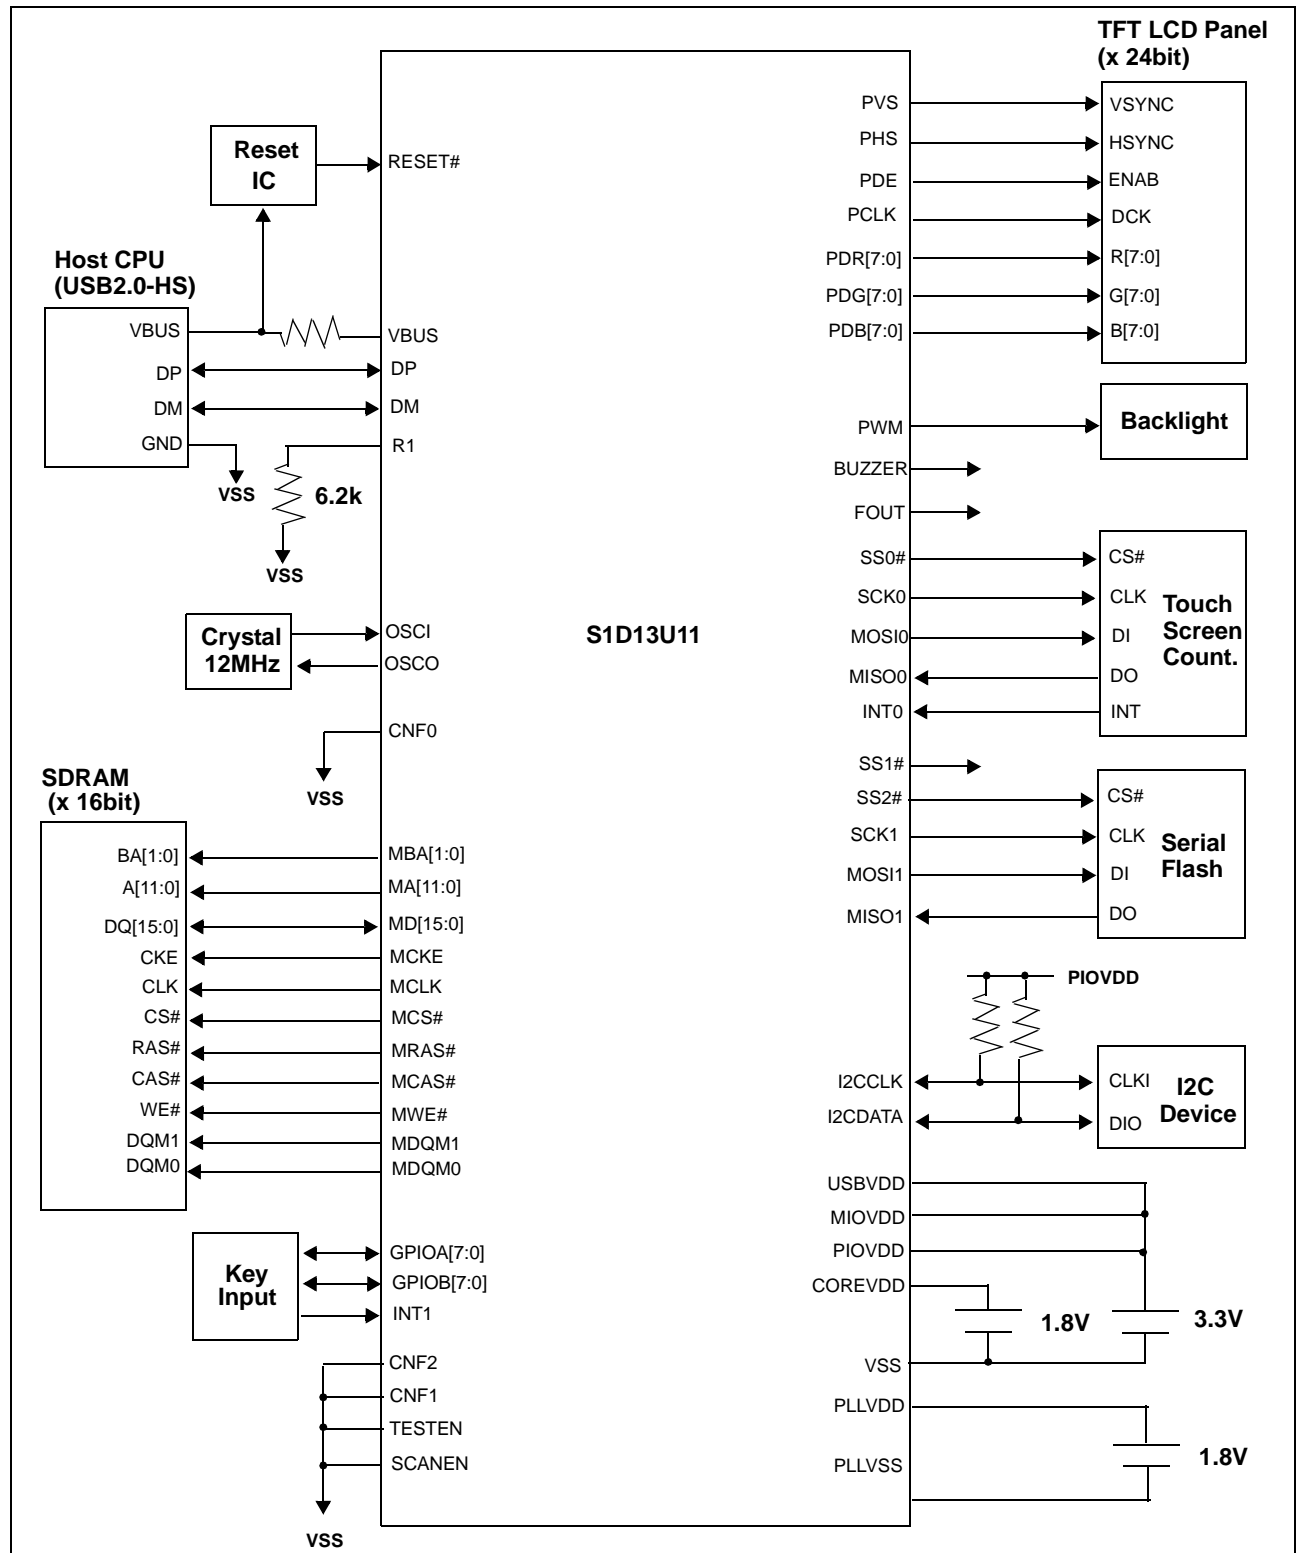 TFT LCD Panel
(x 24bit)
PVS
VSYNC
PHS
HSYNC
PDE
ENAB
PCLK
DCK
PDR[7:0]
R[7:0]
PDG[7:0]
G[7:0]
PDB[7:0]
B[7:0]
Reset
IC
RESET#
Host CPU
(USB2.0-HS)
VBUS
VBUS
DP
DP
DM
DM
GND
R1
VSS
6.2k
VSS
PWM
Backlight
BUZZER
FOUT
SS0#
CS#
SCK0
CLK
MOSI0
DI
MISO0
DO
INT0
INT
Touch
Screen
Count.
Crystal
12MHz
OSCI
OSCO
S1D13U11
CNF0
VSS
SS1#
SS2#
CS#
SCK1
CLK
MOSI1
DI
MISO1
DO
Serial
Flash
SDRAM
(x 16bit)
BA[1:0]
MBA[1:0]
A[11:0]
MA[11:0]
DQ[15:0]
MD[15:0]
CKE
MCKE
CLK
MCLK
CS#
MCS#
RAS#
MRAS#
CAS#
MCAS#
WE#
MWE#
DQM1
MDQM1
DQM0
MDQM0
PIOVDD
I2CCLK
CLKI
I2CDATA
DIO
I2C
Device
USBVDD
MIOVDD
PIOVDD
COREVDD
1.8V
3.3V
VSS
PLLVDD
PLLVSS
1.8V
Key
Input
GPIOA[7:0]
GPIOB[7:0]
INT1
CNF2
CNF1
TESTEN
SCANEN
VSS